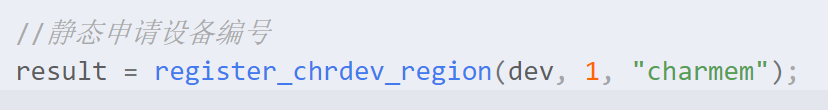 //静态申请设备编号
result = register_chrdev_region(dev, 1, "charmem");